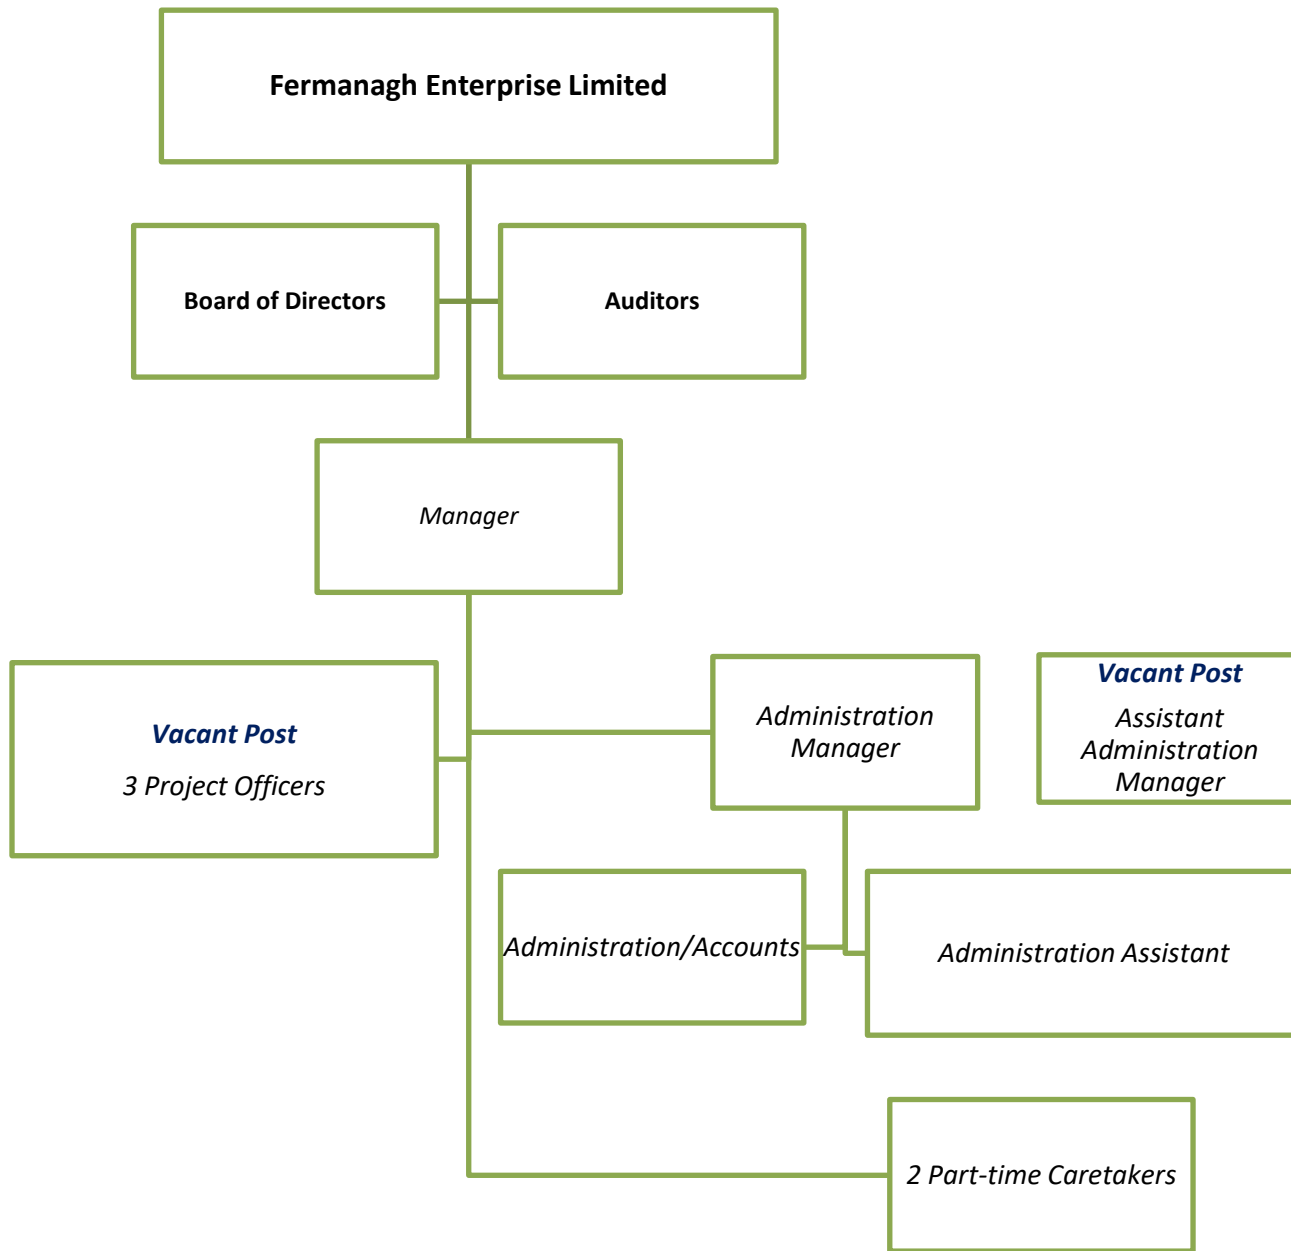 Fermanagh Enterprise Limited
Board of Directors
Auditors
Manager
Vacant Post
3 Project Officers
Administration
Manager
Vacant Post
Assistant
Administration
Manager
Administration/Accounts
Administration Assistant
2 Part-time Caretakers